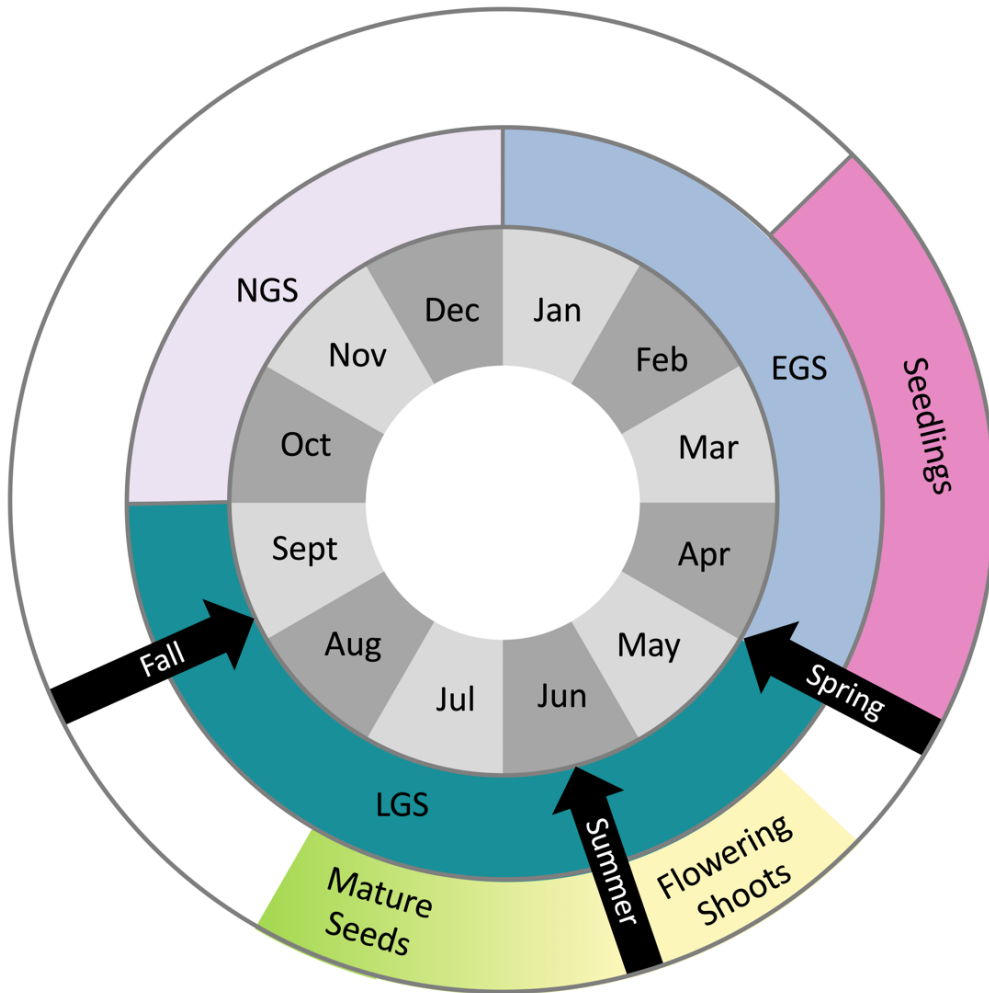 NGS
EGS
LGS
Jan
Feb
Mar
Apr
May
Jun
Jul
Aug
Sept
Oct
Nov
Dec
Seedlings
Spring
Flowering
Shoots
Summer
Mature
Seeds
Fall